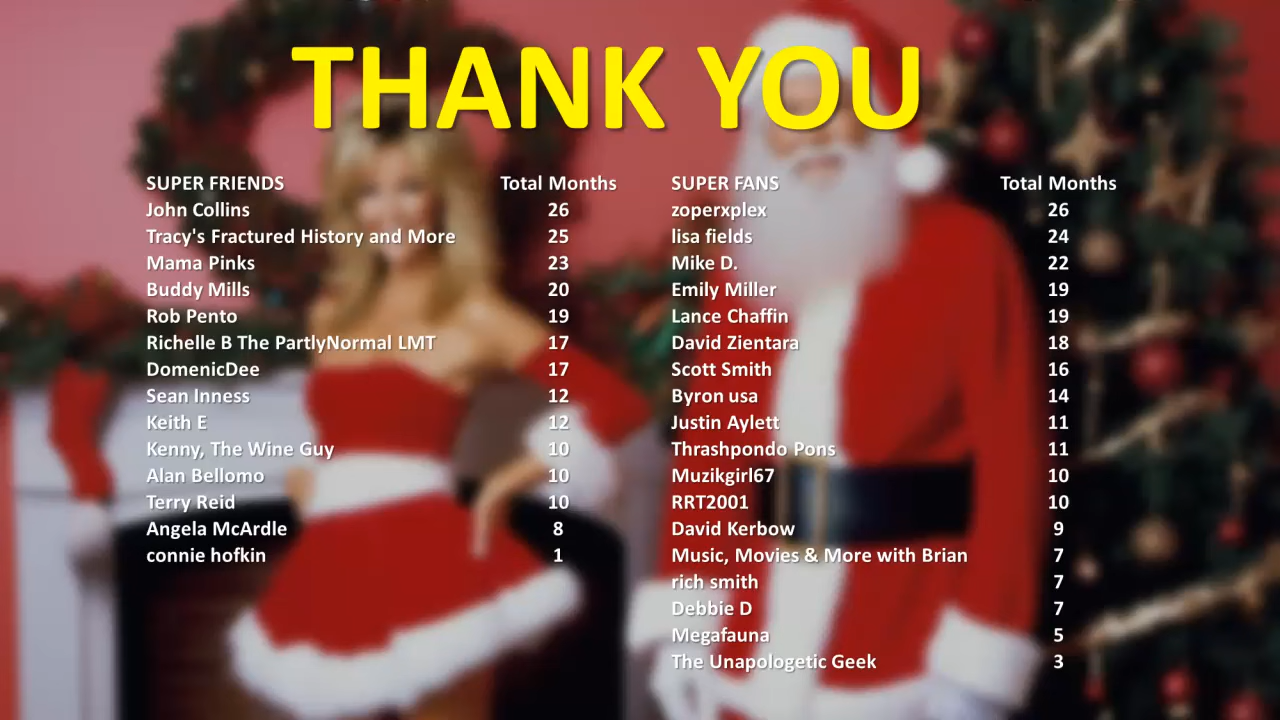 THANK YOU
SUPER FRIENDS Total Months
John Collins 26
Tracy's Fractured History and More 25
Mama Pinks 23
Buddy Mills 20
Rob Pento 19
Richelle B The PartlyNormal LMT 17
DomenicDee 17
Sean Inness 12
Keith E 12
Kenny, The Wine Guy 10
Alan Bellomo 10
Terry Reid 10
Angela McArdle 8
connie hofkin 1
SUPER FANS Total Months
zoperxplex 26
lisa fields 24
Mike D. 22
Emily Miller 19
Lance Chaffin 19
David Zientara 18
Scott Smith 16
Byron usa 14
Justin Aylett 11
Thrashpondo Pons 11
Muzikgirl67 10
RRT2001 10
David Kerbow 9
Music, Movies & More with Brian 7
rich smith 7
Debbie D 7
Megafauna 5
The Unapologetic Geek 3